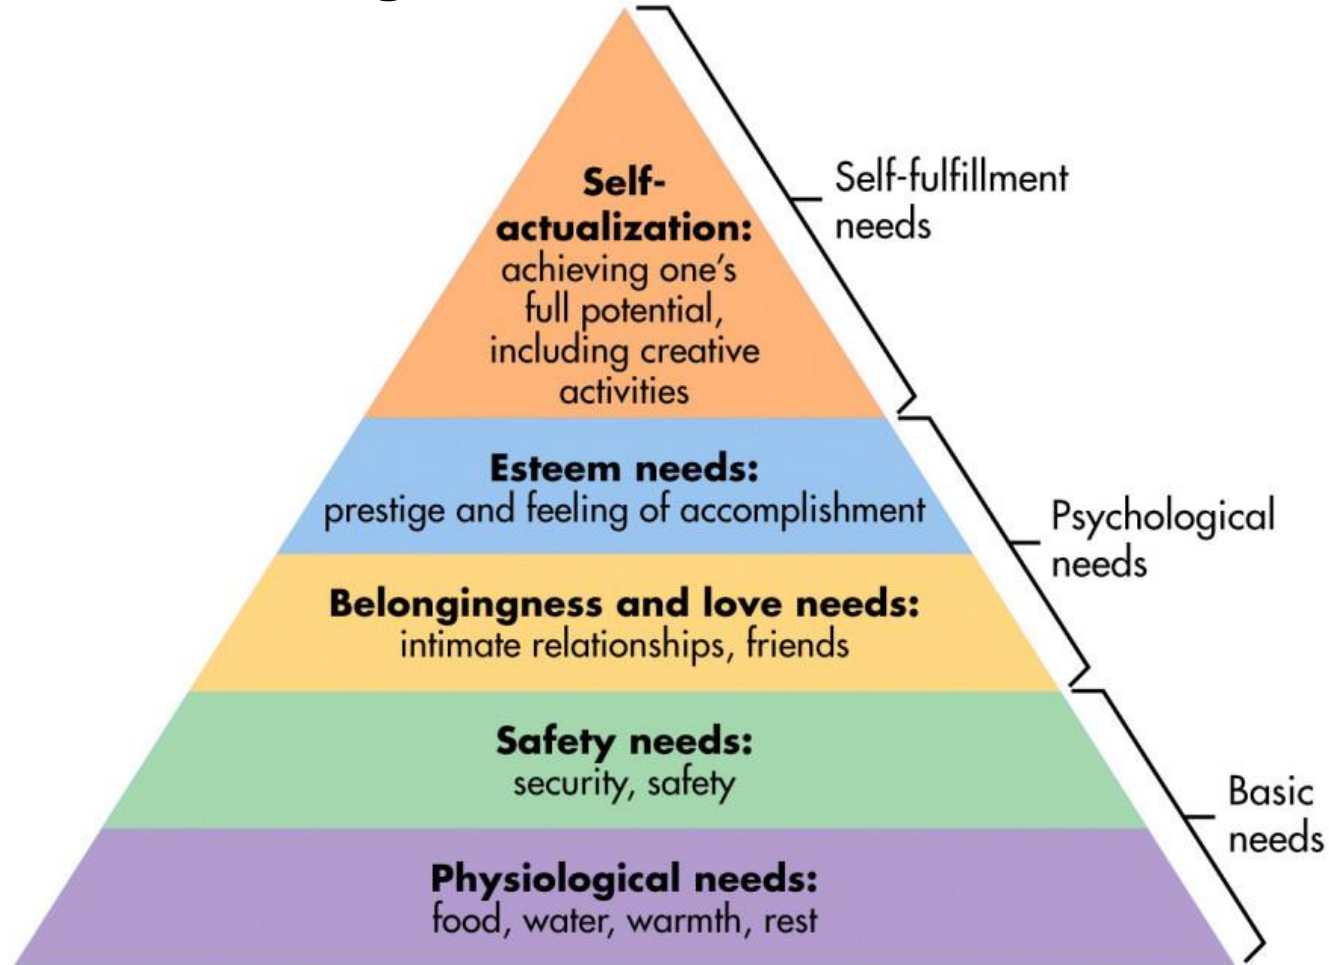 Self-
actualization:
achieving one's
full potential,
including creative
activities
Self-fulfillment
needs
Esteem needs:
prestige and feeling of accomplishment
Psychological
needs
Belongingness and love needs:
intimate relationships, friends
Safety needs:
security, safety
Basic
needs
Physiological needs:
food, water, warmth, rest